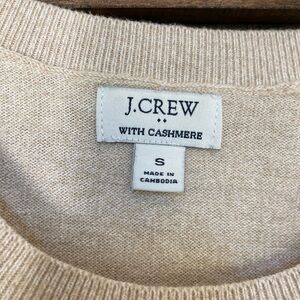 J.CREW
WITH CASHMERE
S
MADE IN
CAMBODIA